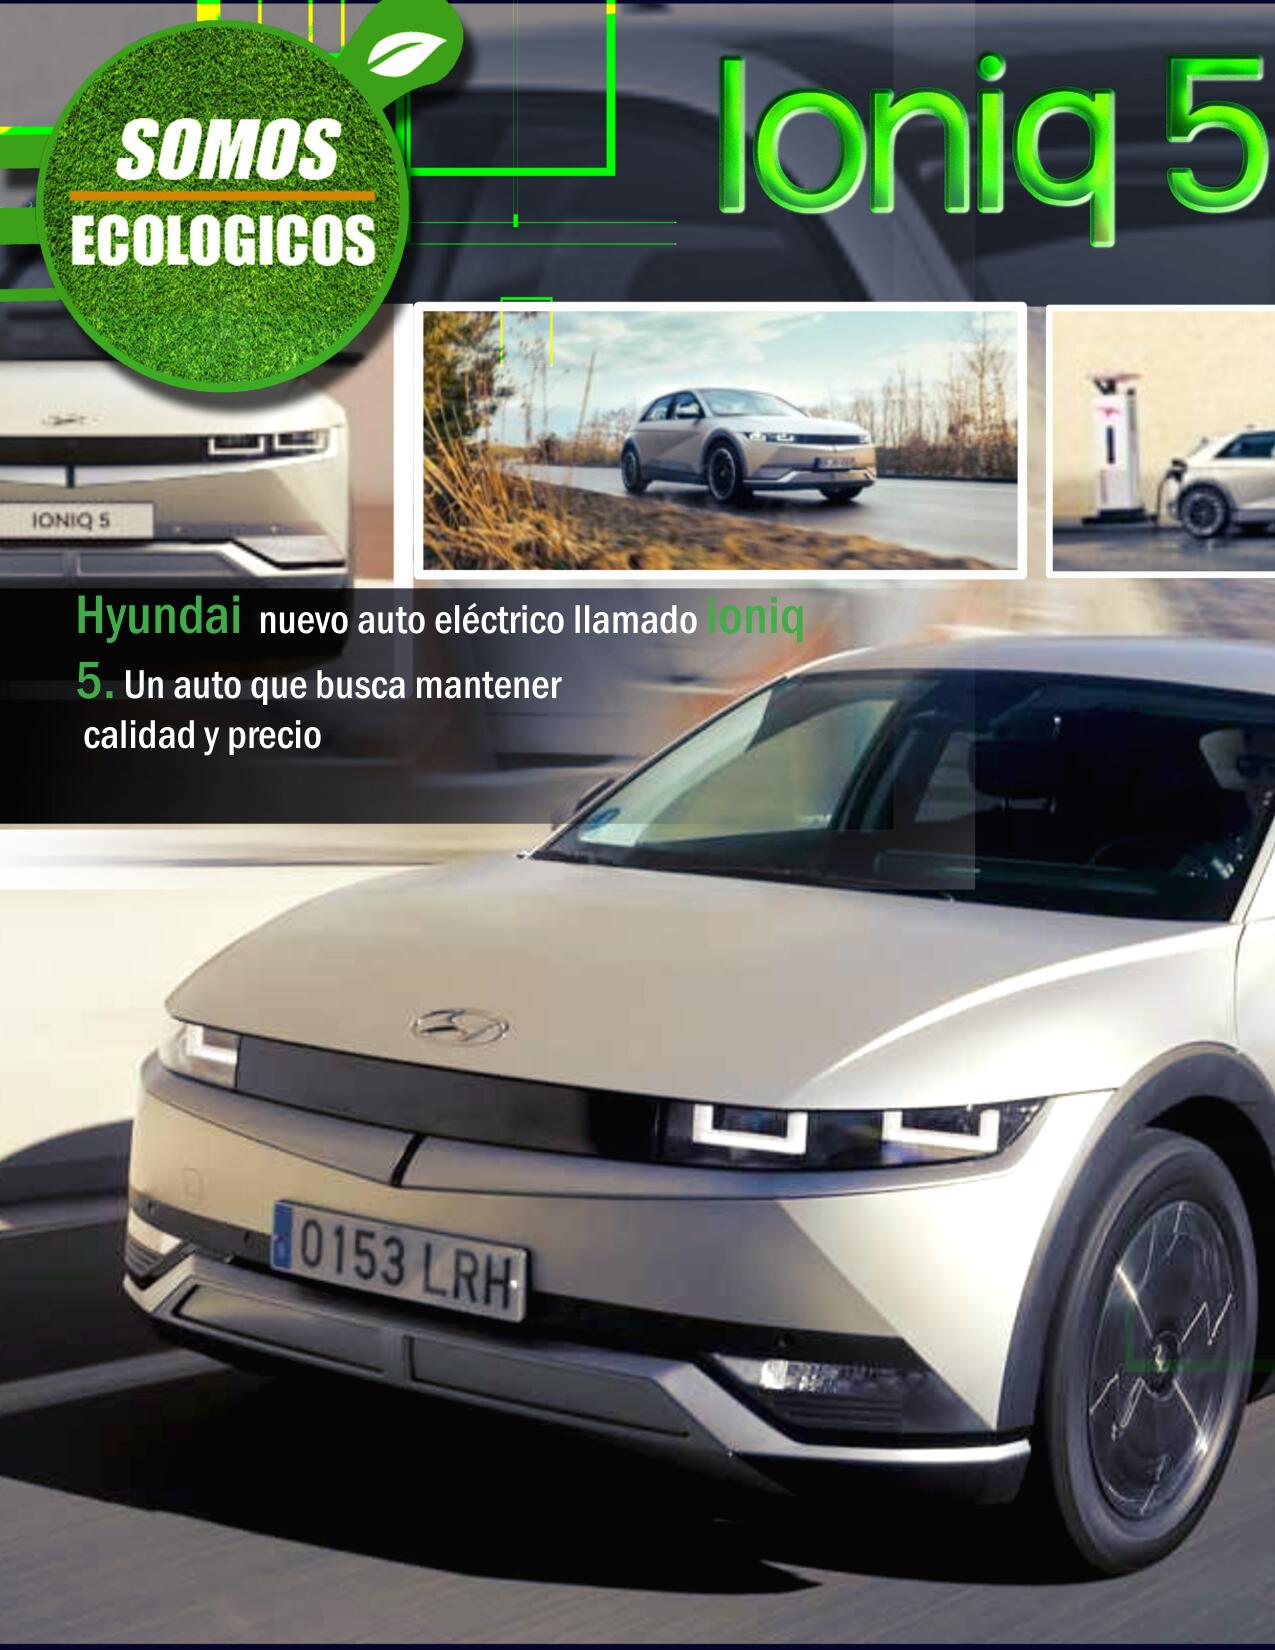 SOMOS
ECOLOGICOS
Ioniq 5
IONIQ 5
Hyundai nuevo auto eléctrico llamado ioniq
5. Un auto que busca mantener
calidad y precio
0153 LRH